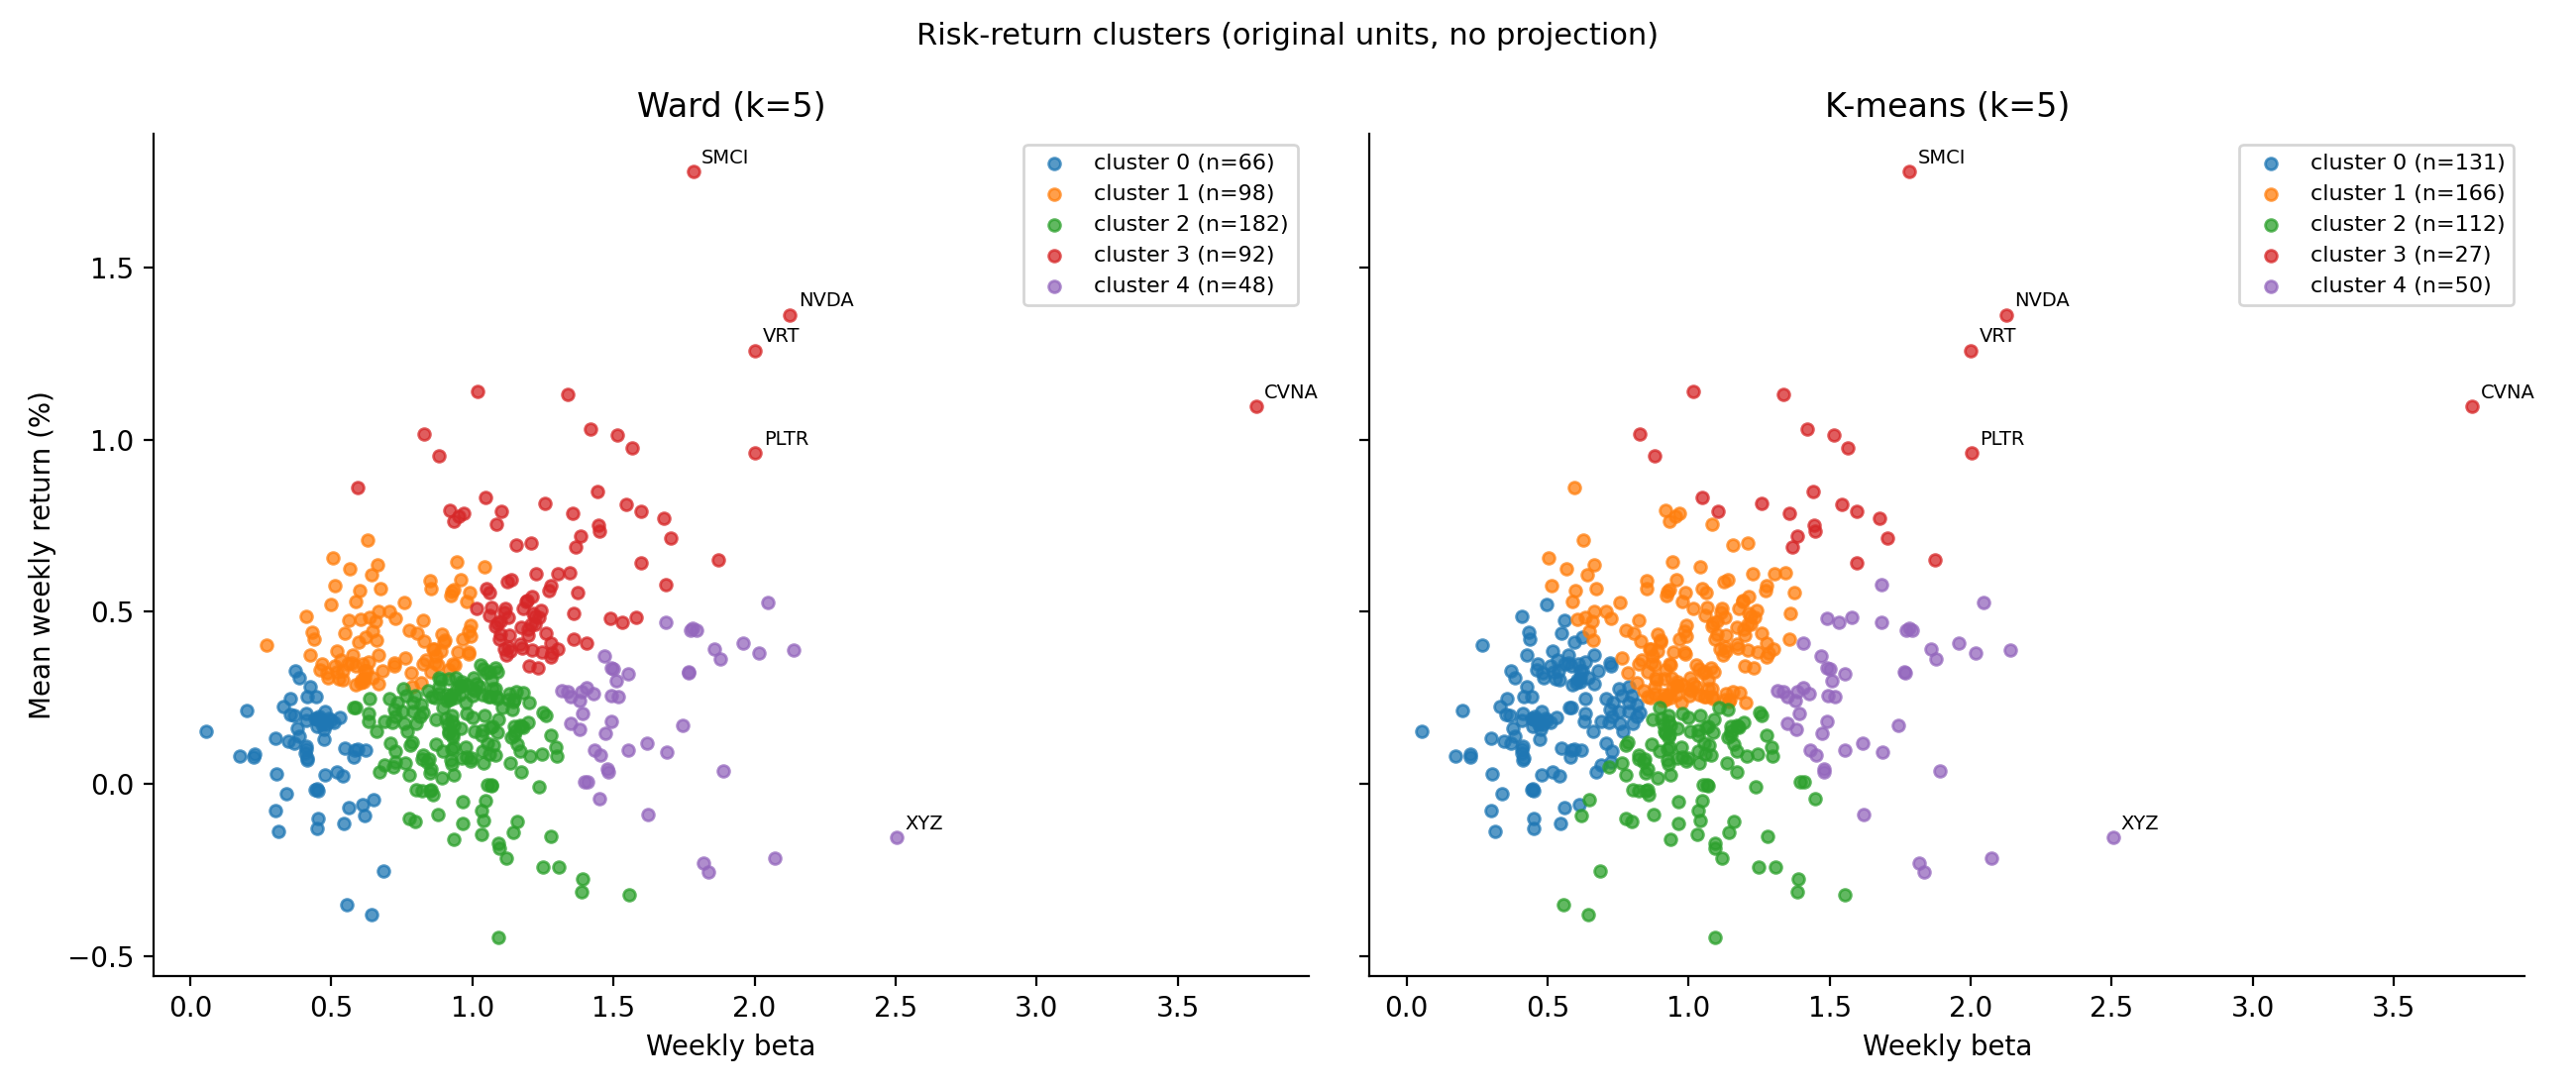 Risk-return clusters (original units, no projection)
Ward (k=5)
SMCI
NVDA
VRT
CVNA
PLTR
XYZ
cluster 0 (n=66)
cluster 1 (n=98)
cluster 2 (n=182)
cluster 3 (n=92)
cluster 4 (n=48)
Mean weekly return (%)
1.5
1.0
0.5
0.0
−0.5
0.0 0.5 1.0 1.5 2.0 2.5 3.0 3.5
Weekly beta
K-means (k=5)
SMCI
NVDA
VRT
CVNA
PLTR
XYZ
cluster 0 (n=131)
cluster 1 (n=166)
cluster 2 (n=112)
cluster 3 (n=27)
cluster 4 (n=50)
0.0 0.5 1.0 1.5 2.0 2.5 3.0 3.5
Weekly beta